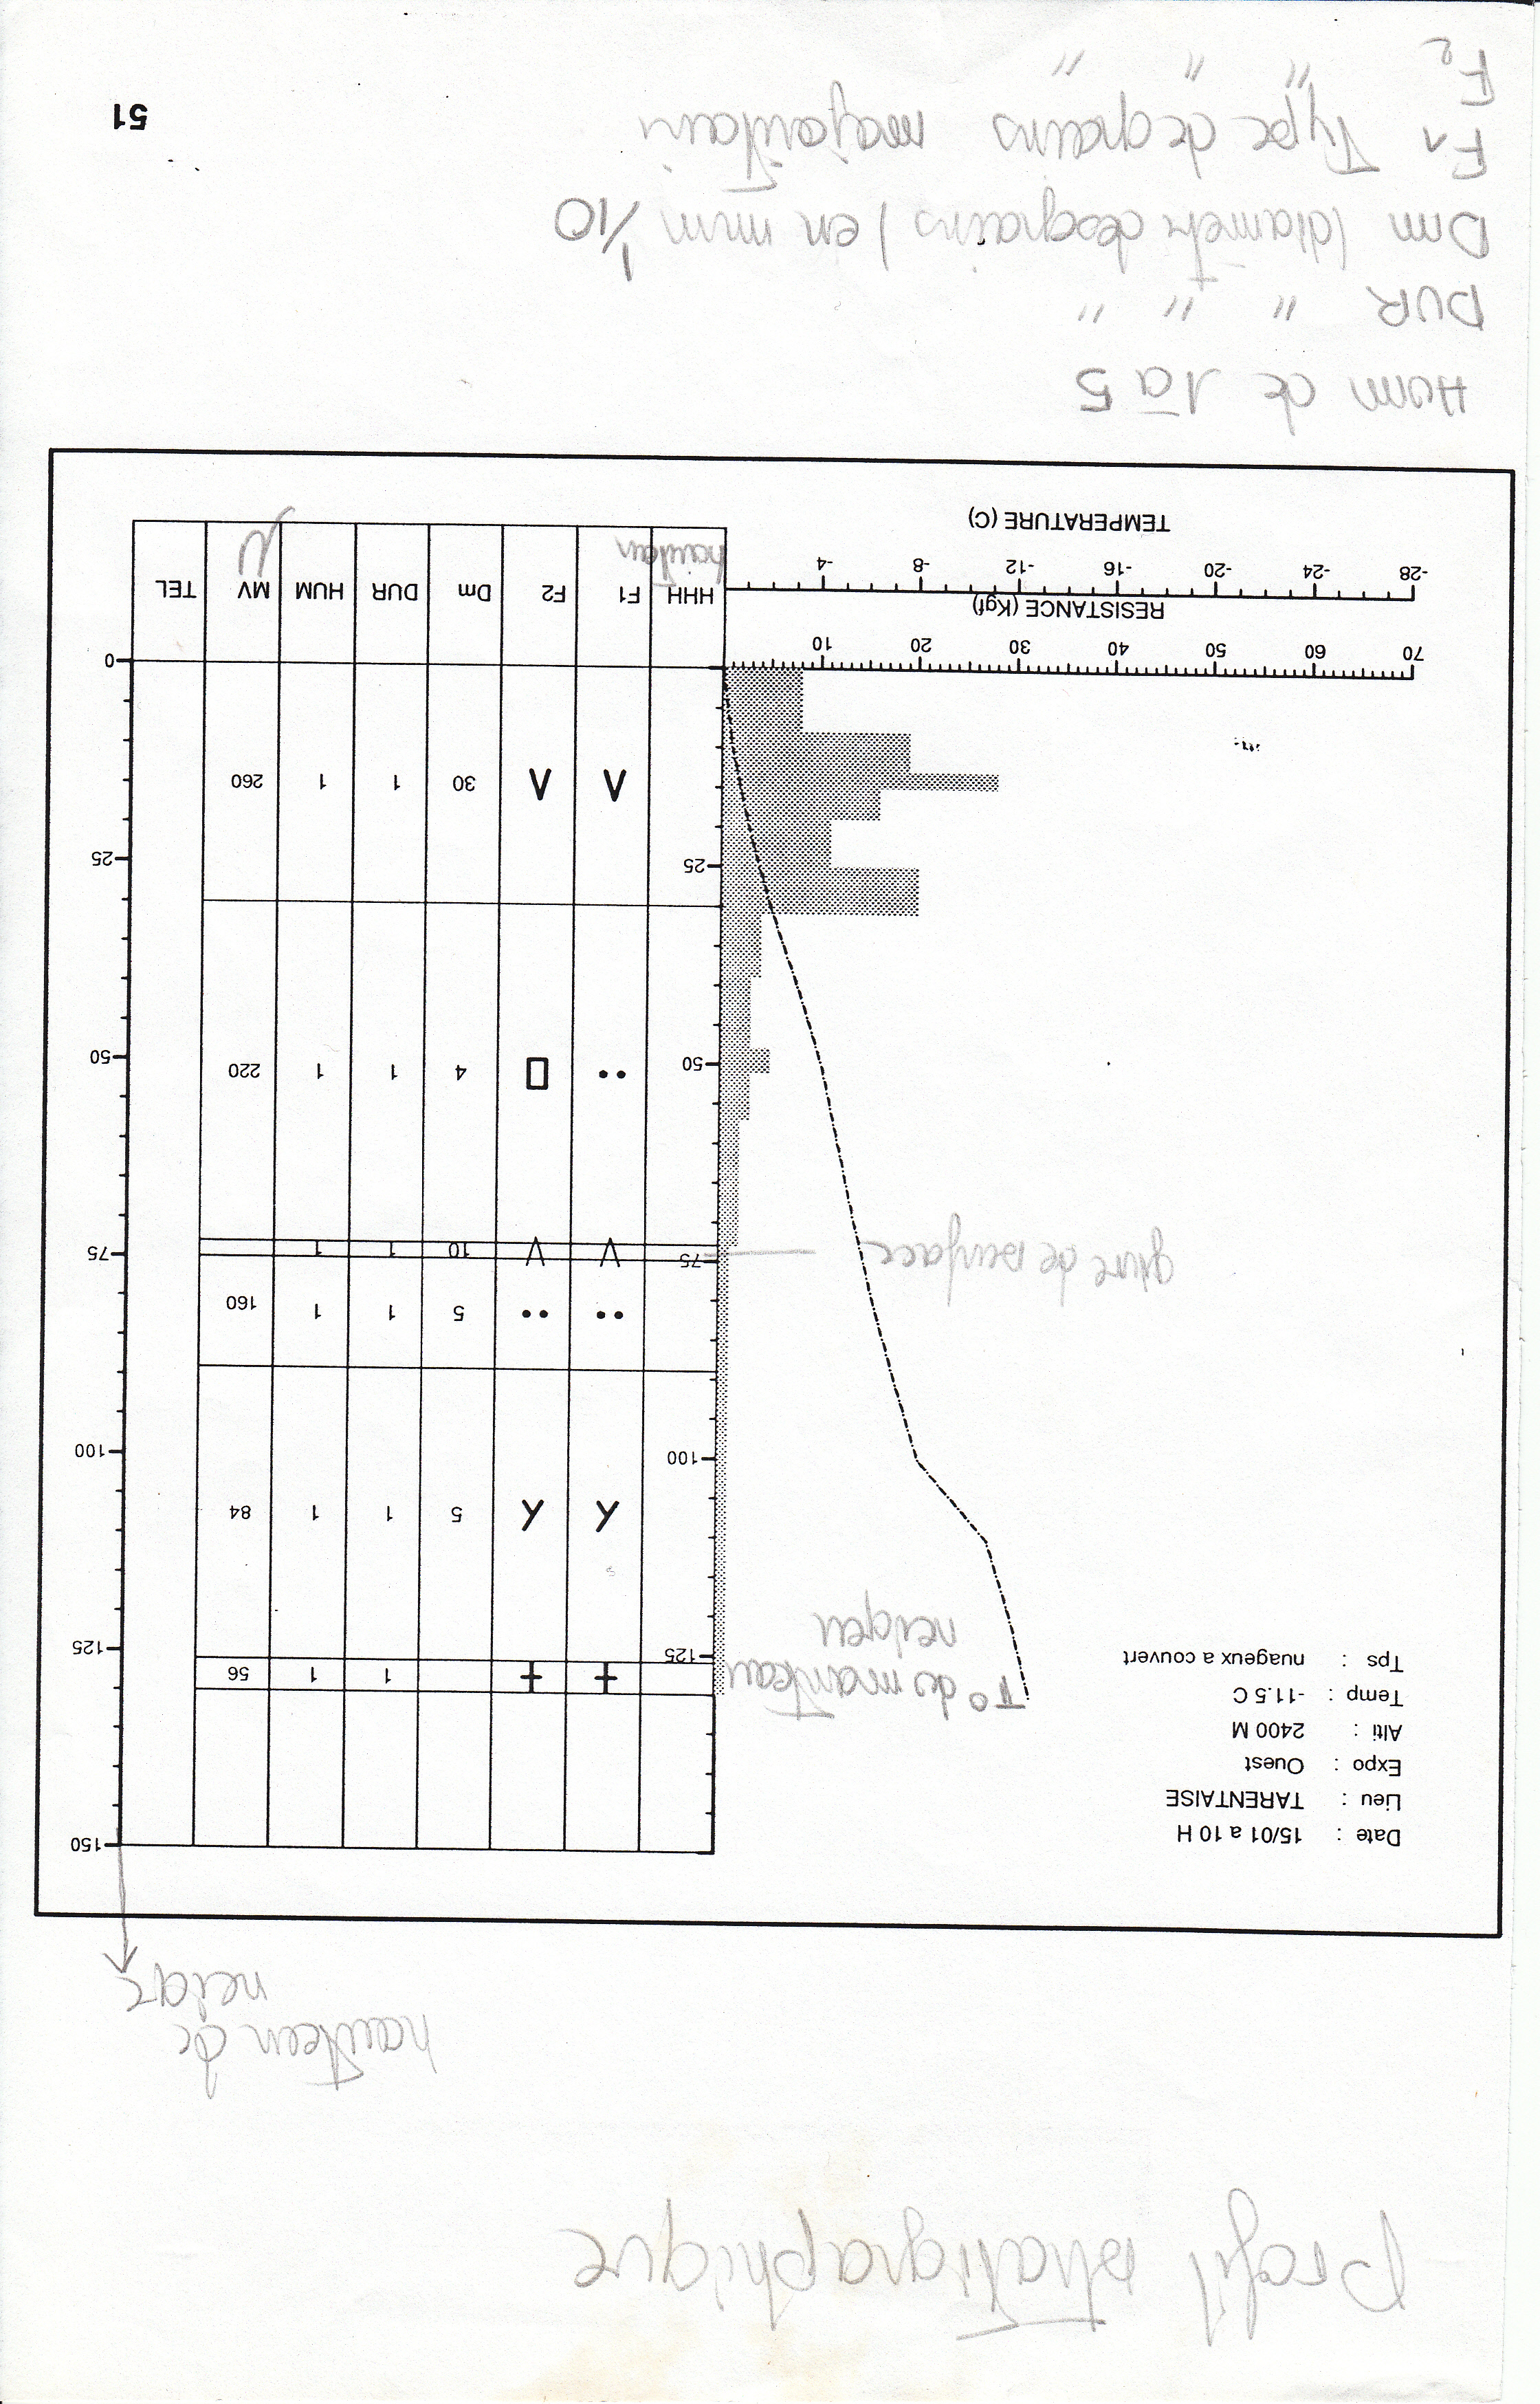 Profil stratigraphique
hauteur de
neige
Date : 15/01 a 10 H
Lieu : TARENTAISE
Expo : Ouest
Alti : 2400 M
Temp : -11.5 C
Tps : nuageux a couvert
T° du manteau
neigeux
givre de surface
150
125 + + 1 1 56 125
100 100
5 1 1 84
5 1 1 160
75 10 1 1 75
50 4 1 1 220 50
25 25
30 1 1 260
0
70 60 50 40 30 20 10
RESISTANCE (Kgf)
-28 -24 -20 -16 -12 -8 -4
TEMPERATURE (C)
HHH F1 F2 Dm DUR HUM MV TEL
hauteur
Hum de 1 à 5
DUR " " "
Dm (diamètr des grains) en mm 1/10
F1 Type de grains majoritair
F2 " " "
51